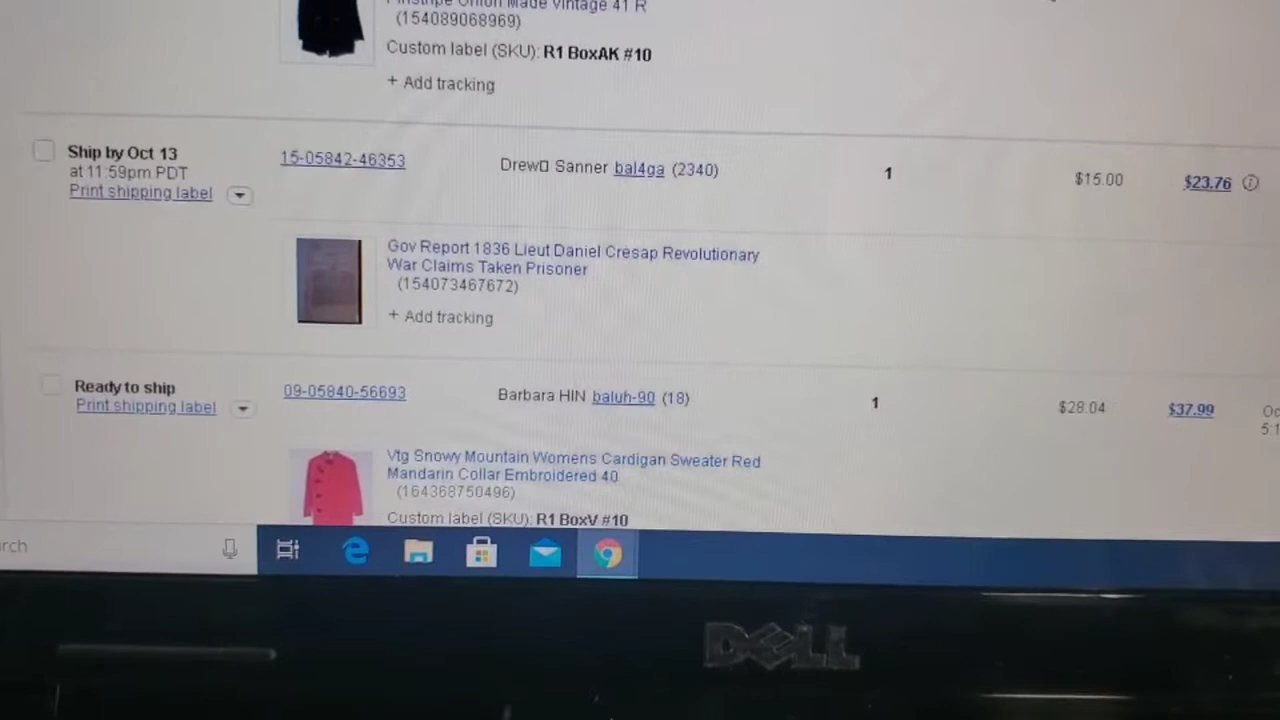 Pinstripe Union Made Vintage 41 R
(154089068969)
Custom label (SKU): R1 BoxAK #10
+ Add tracking
Ship by Oct 13
at 11:59pm PDT
Print shipping label
15-05842-46353
Drew□ Sanner bal4ga (2340)
1
$15.00
$23.76
Gov Report 1836 Lieut Daniel Cresap Revolutionary
War Claims Taken Prisoner
(154073467672)
+ Add tracking
Ready to ship
Print shipping label
09-05840-56693
Barbara HIN baluh-90 (18)
1
$28.04
$37.99
Oc
5:1
Vtg Snowy Mountain Womens Cardigan Sweater Red
Mandarin Collar Embroidered 40
(164368750496)
Custom label (SKU): R1 BoxV #10
rch
DELL